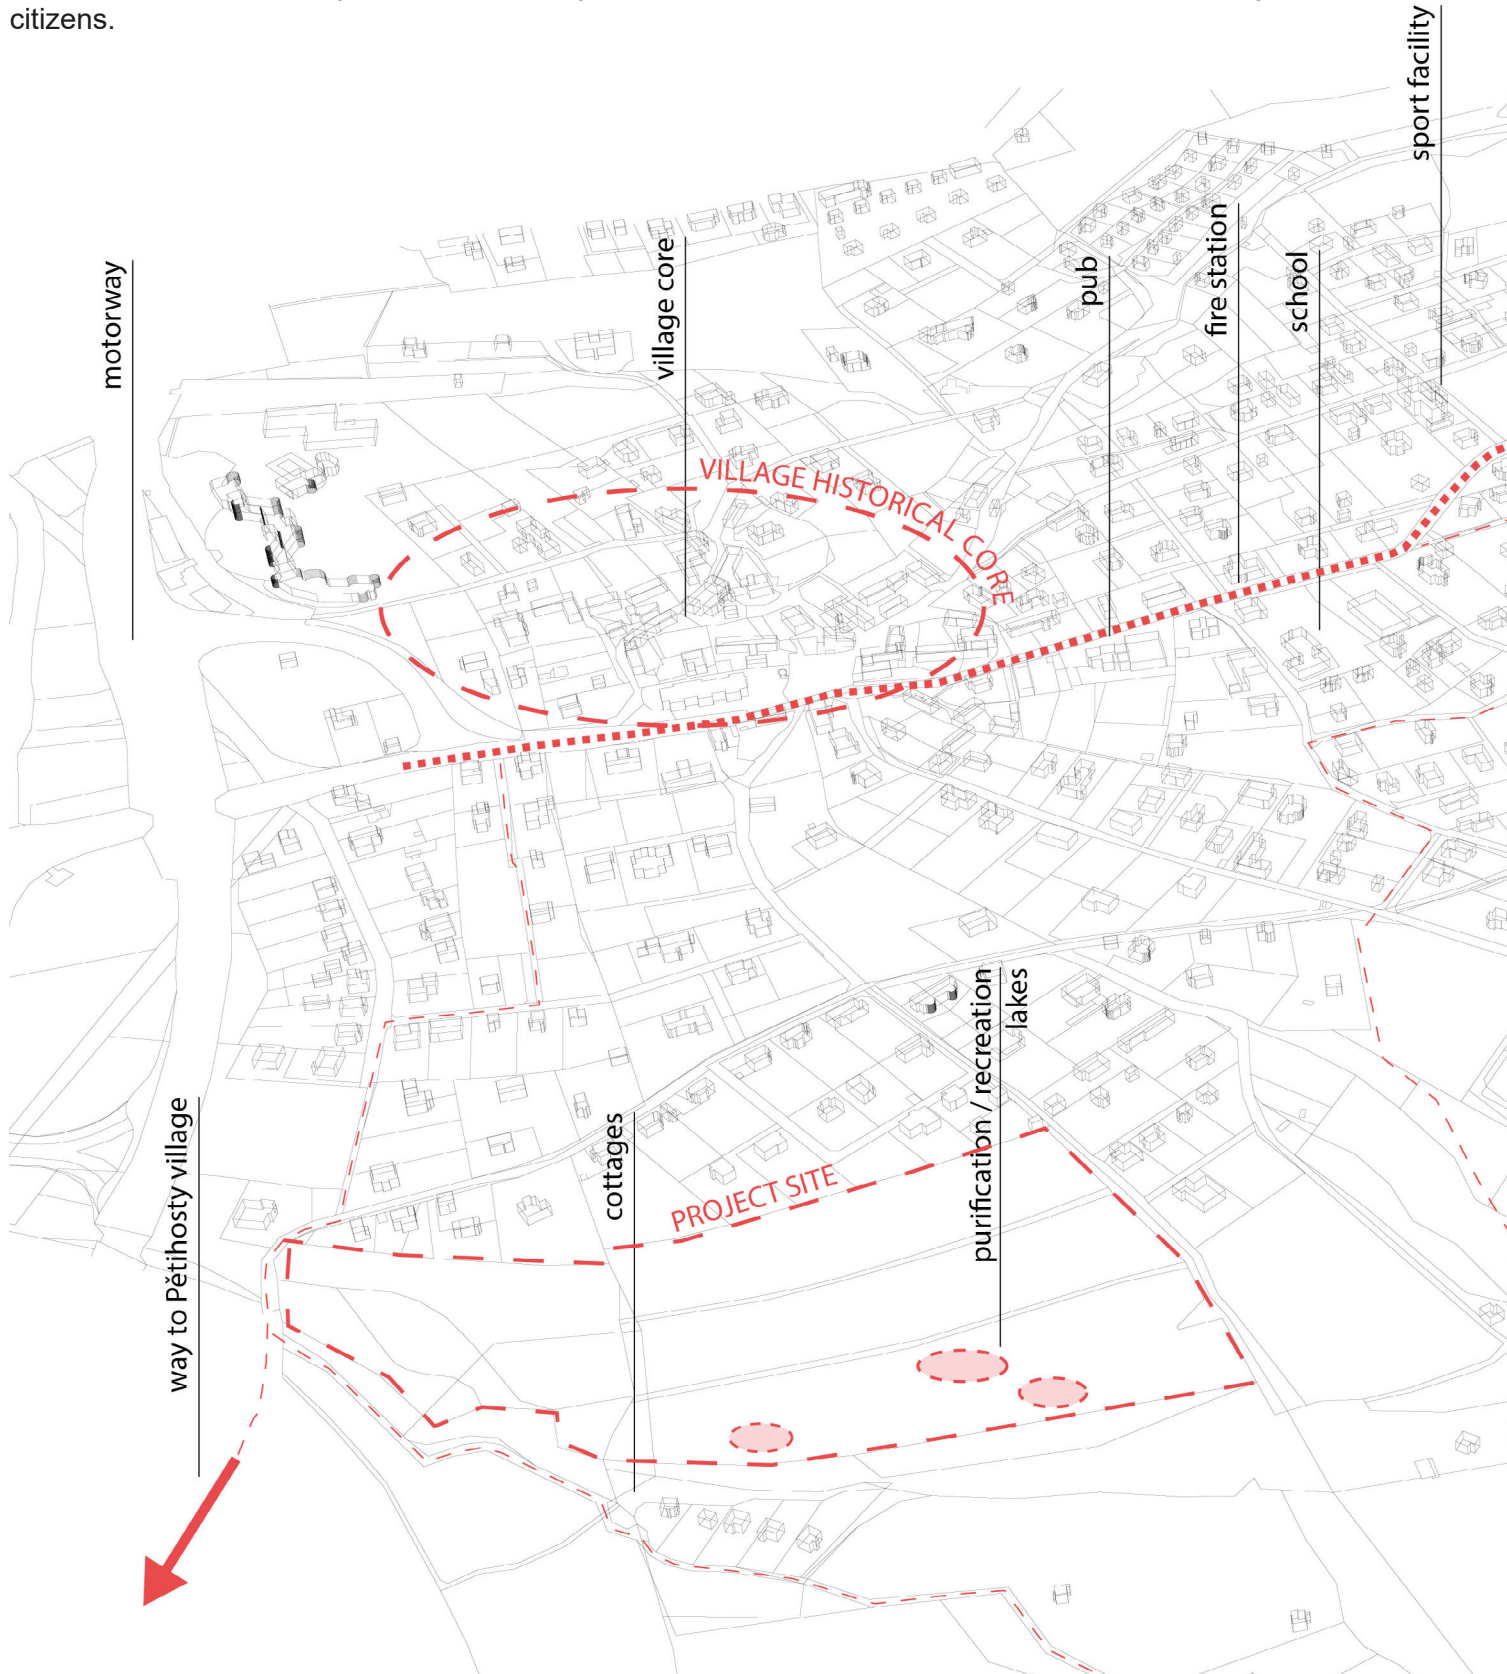 citizens.
sport facility
motorway
village core
pub
fire station
school
VILLAGE HISTORICAL CORE
purification / recreation
lakes
way to Pětihosty village
cottages
PROJECT SITE